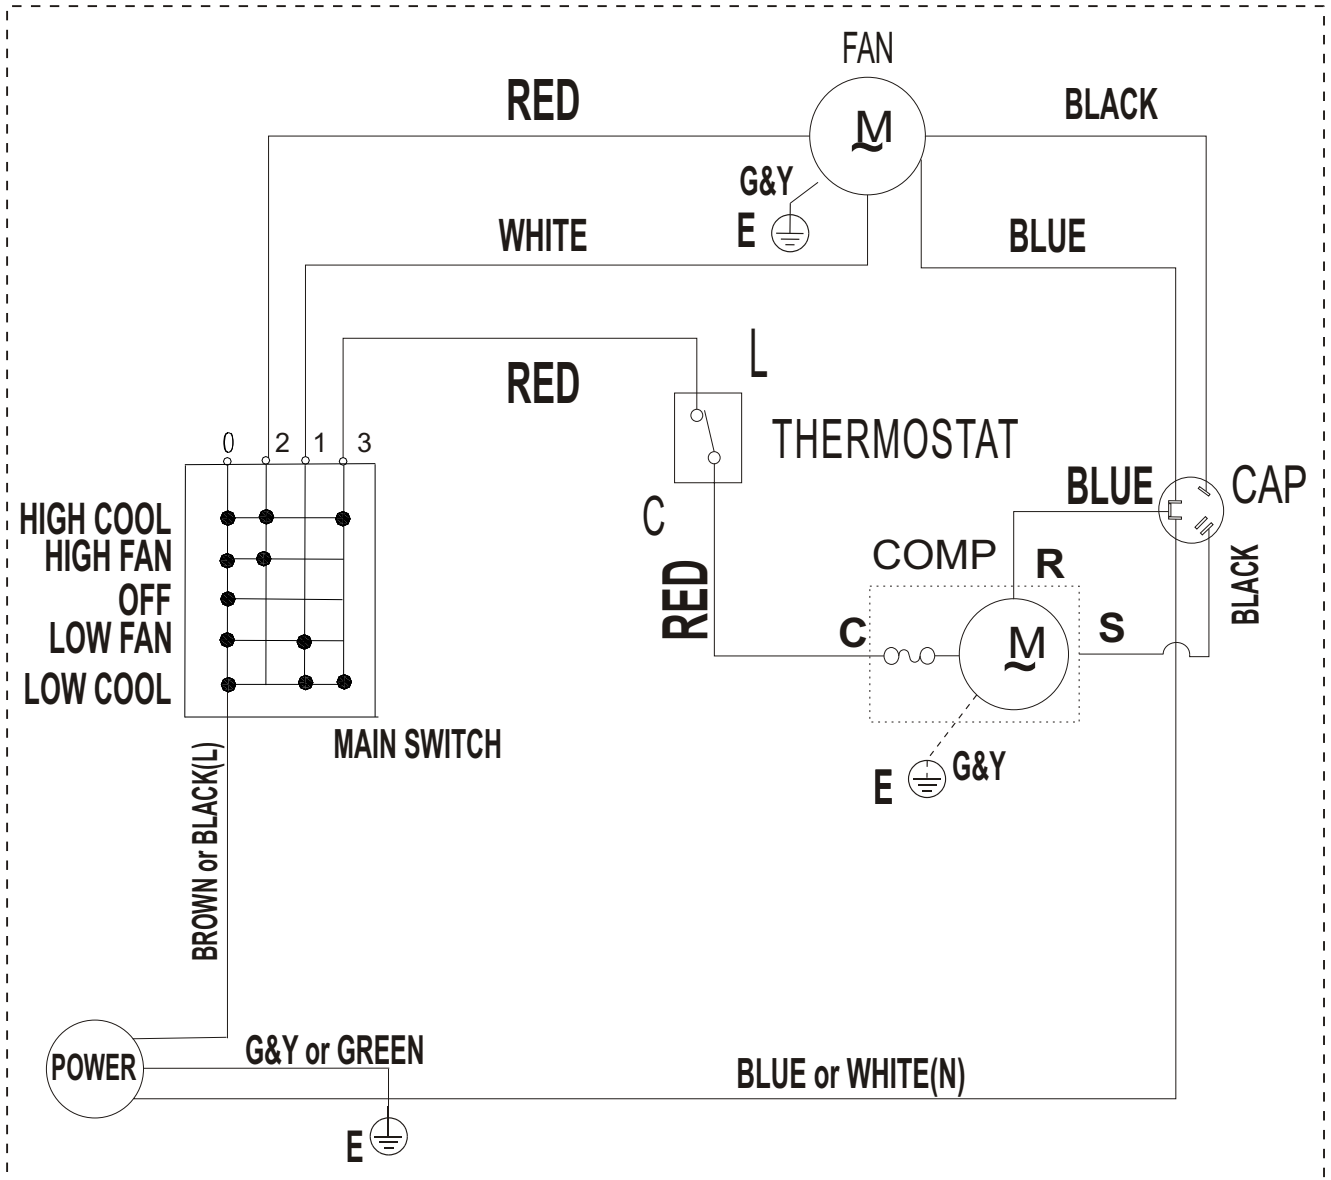 FAN
RED
BLACK
M
G&Y
E
WHITE
BLUE
L
RED
THERMOSTAT
0 2 1 3
BLUE
CAP
HIGH COOL
HIGH FAN
OFF
LOW FAN
LOW COOL
C
RED
COMP
R
BLACK
C
M
S
MAIN SWITCH
E
G&Y
BROWN or BLACK(L)
POWER
G&Y or GREEN
BLUE or WHITE(N)
E